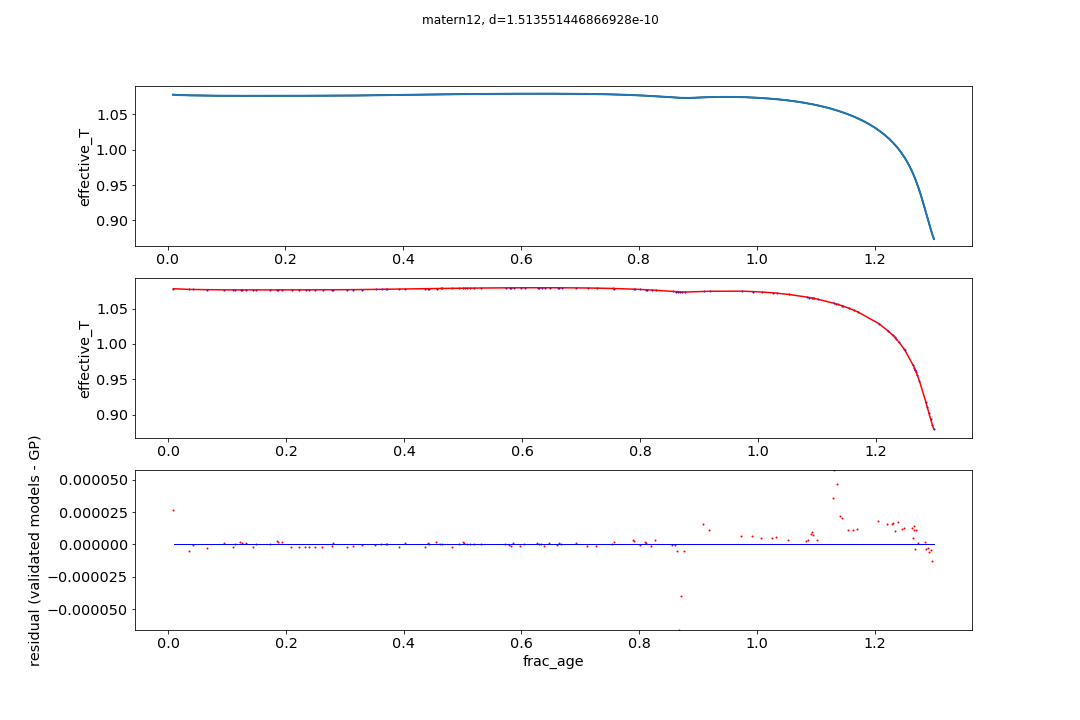 matern12, d=1.513551446866928e-10
effective_T
1.05
1.00
0.95
0.90
0.0 0.2 0.4 0.6 0.8 1.0 1.2
effective_T
1.05
1.00
0.95
0.90
0.0 0.2 0.4 0.6 0.8 1.0 1.2
residual (validated models - GP)
0.000050
0.000025
0.000000
−0.000025
−0.000050
0.0 0.2 0.4 0.6 0.8 1.0 1.2
frac_age